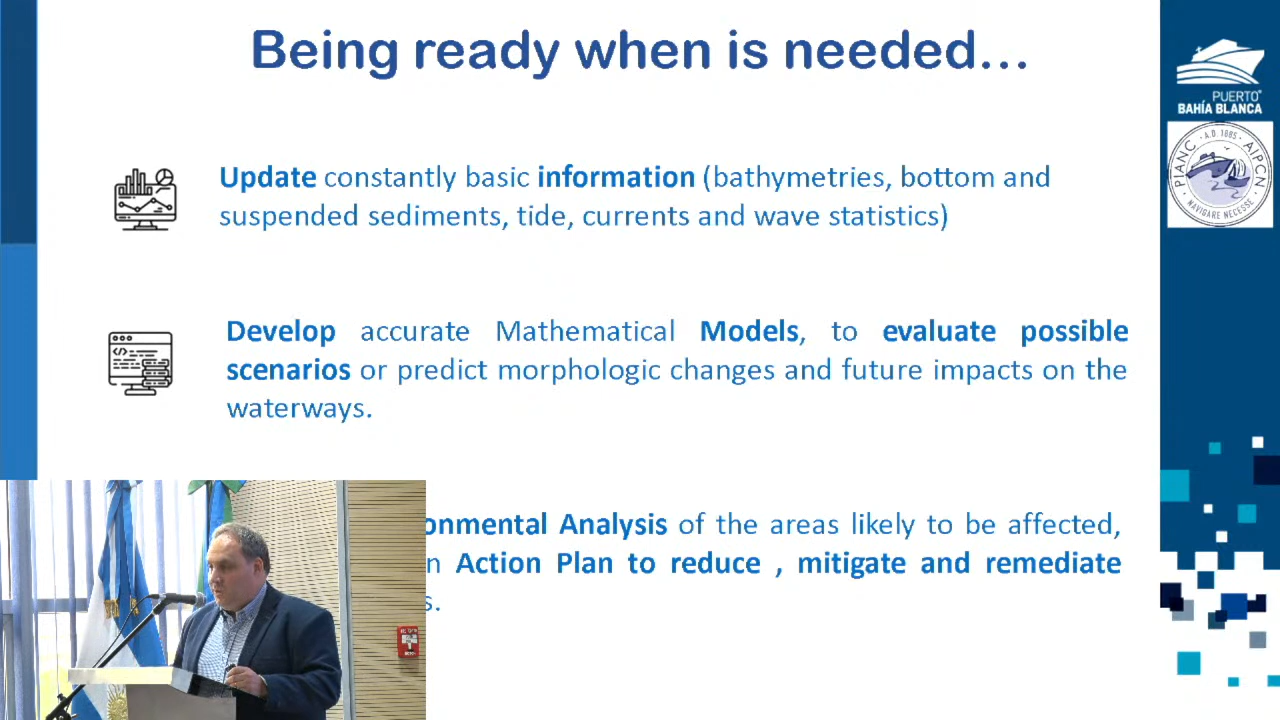 Being ready when is needed...
PUERTO
BAHÍA BLANCA
· A.D. 1885 ·
PIANC · AIPCN
NAVIGARE NECESSE
Update constantly basic information (bathymetries, bottom and
suspended sediments, tide, currents and wave statistics)
Develop accurate Mathematical Models, to evaluate possible
scenarios or predict morphologic changes and future impacts on the
waterways.
onmental Analysis of the areas likely to be affected,
n Action Plan to reduce , mitigate and remediate
s.